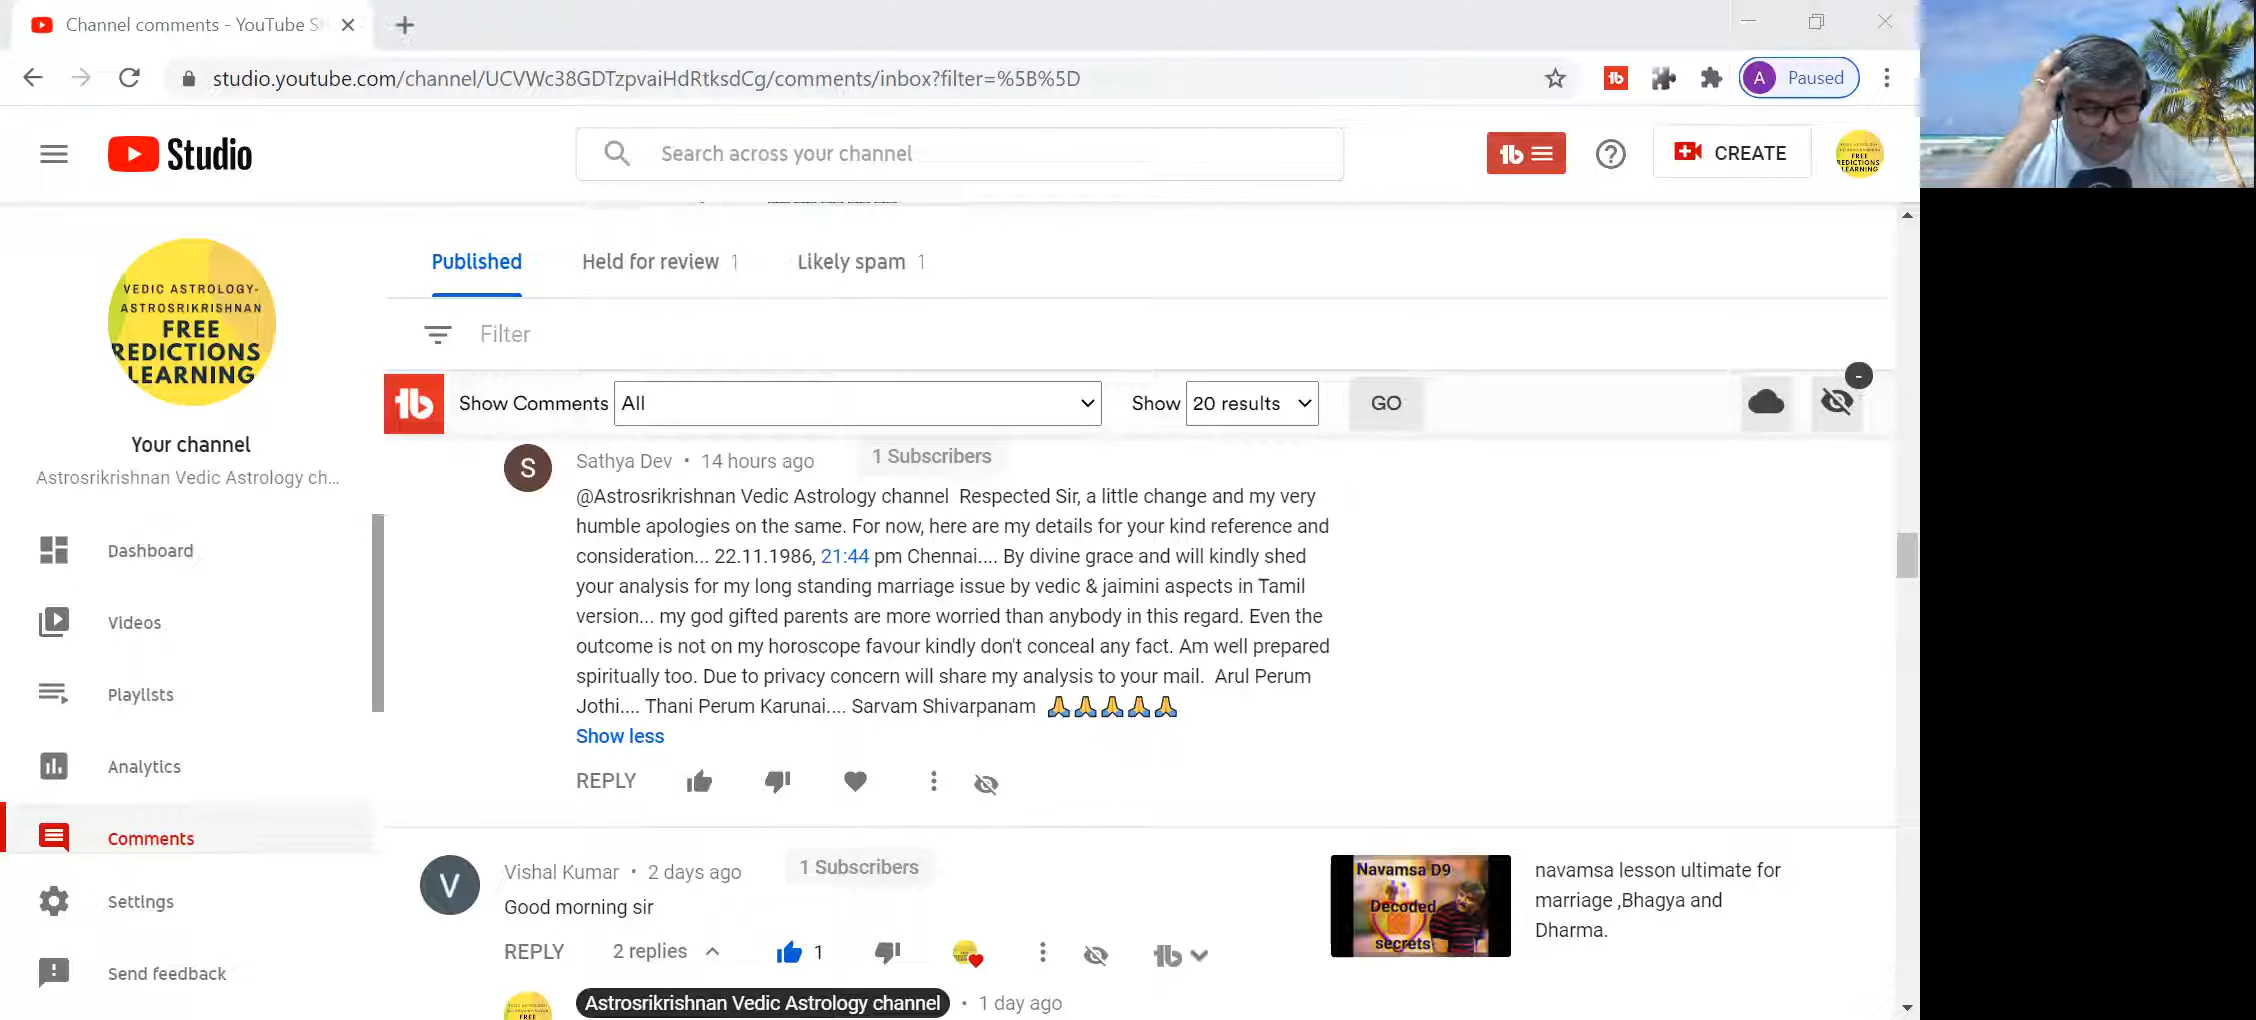 Channel comments - YouTube S
studio.youtube.com/channel/UCVWc38GDTzpvaiHdRtksdCg/comments/inbox?filter=%5B%5D
A Paused
Studio
Search across your channel
CREATE
FREE
REDICTIONS
LEARNING
Published
Held for review 1
Likely spam 1
Filter
VEDIC ASTROLOGY-
ASTROSRIKRISHNAN
FREE
REDICTIONS
LEARNING
Your channel
Astrosrikrishnan Vedic Astrology ch...
Dashboard
Videos
Playlists
Analytics
Comments
Settings
Send feedback
Show Comments All
Show 20 results
GO
S
Sathya Dev • 14 hours ago
1 Subscribers
@Astrosrikrishnan Vedic Astrology channel Respected Sir, a little change and my very
humble apologies on the same. For now, here are my details for your kind reference and
consideration... 22.11.1986, 21:44 pm Chennai.... By divine grace and will kindly shed
your analysis for my long standing marriage issue by vedic & jaimini aspects in Tamil
version... my god gifted parents are more worried than anybody in this regard. Even the
outcome is not on my horoscope favour kindly don't conceal any fact. Am well prepared
spiritually too. Due to privacy concern will share my analysis to your mail. Arul Perum
Jothi.... Thani Perum Karunai.... Sarvam Shivarpanam 🙏🙏🙏🙏🙏
Show less
REPLY
V
Vishal Kumar • 2 days ago
1 Subscribers
Good morning sir
REPLY
2 replies
1
Navamsa D9
Decoded
secrets
navamsa lesson ultimate for
marriage ,Bhagya and
Dharma.
FREE
Astrosrikrishnan Vedic Astrology channel • 1 day ago